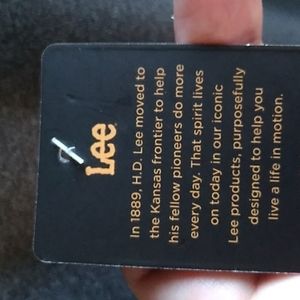 Lee
In 1889, H.D. Lee moved to
the Kansas frontier to help
his fellow pioneers do more
every day. That spirit lives
on today in our iconic
Lee products, purposefully
designed to help you
live a life in motion.